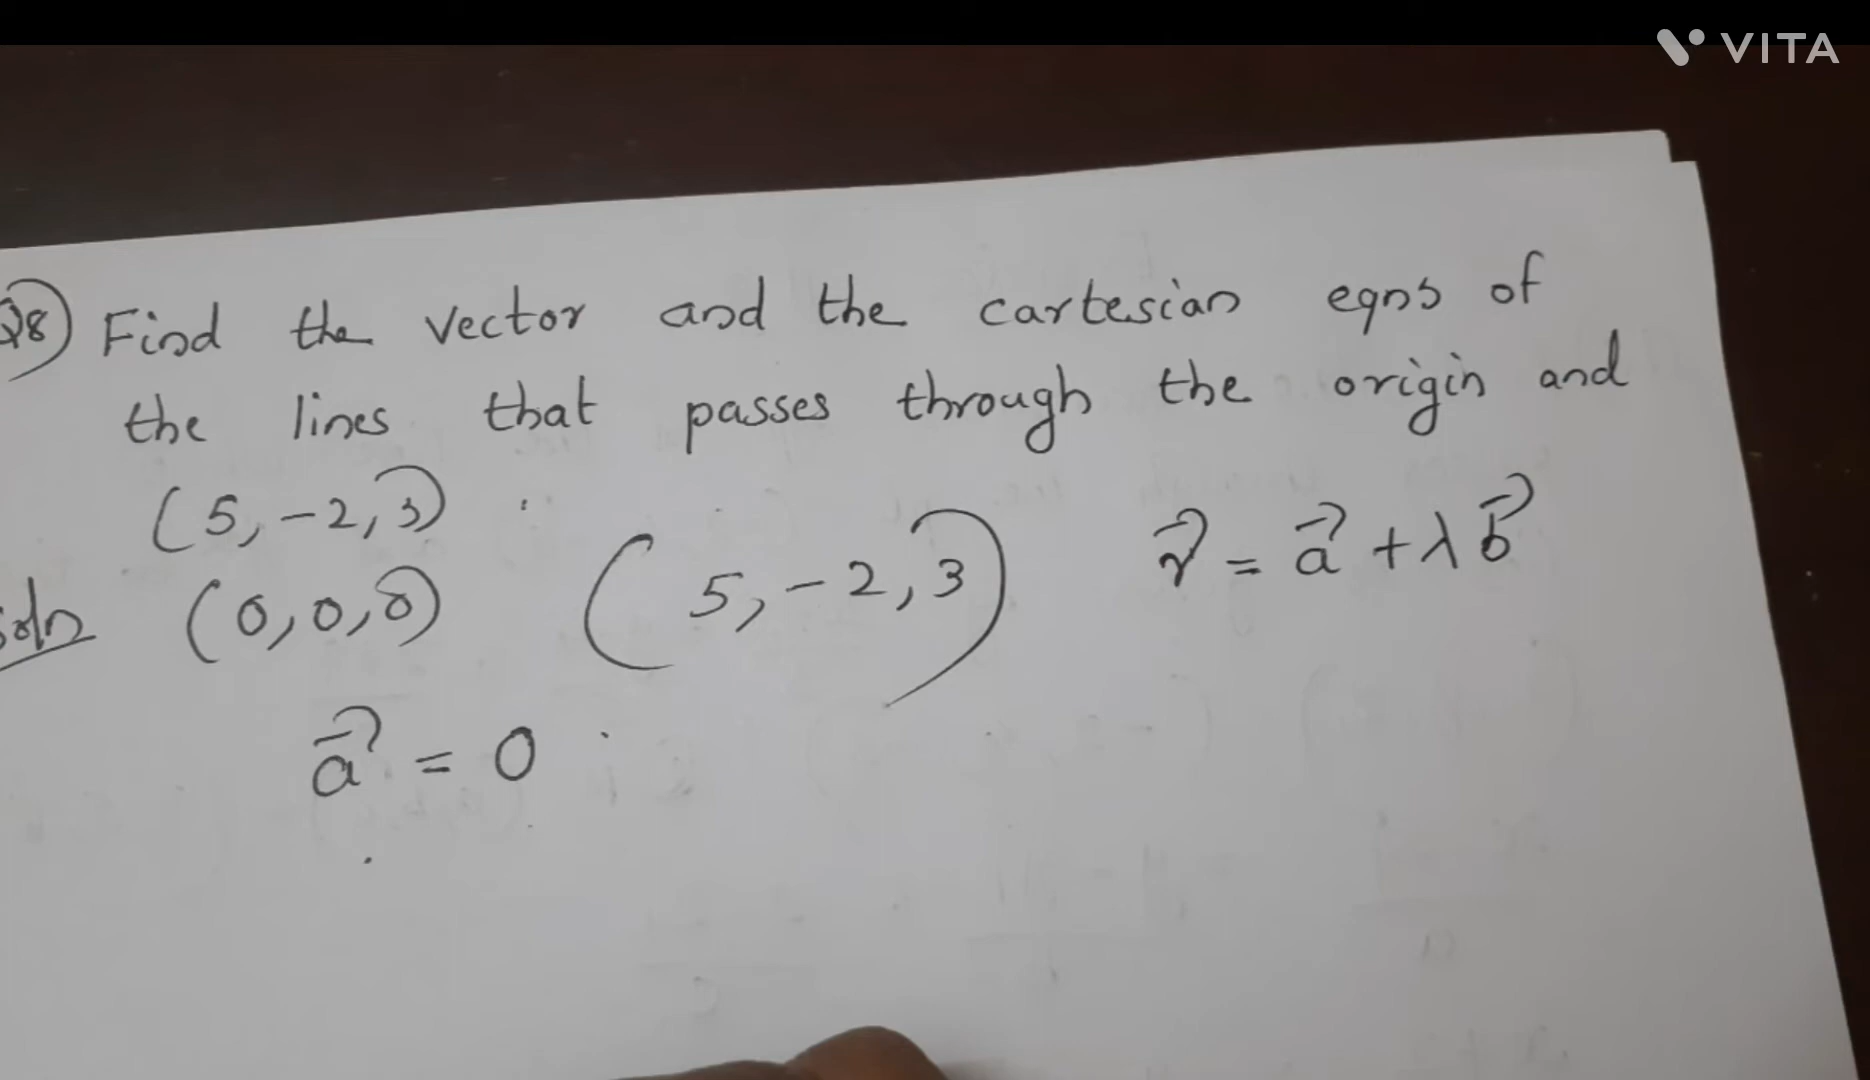 VITA
Q8) Find the vector and the cartesian eqns of
the lines that passes through the origin and
(5, -2, 3) .
Soln (0, 0, 0) (5, -2, 3) r⃗ = a⃗ + λ b⃗
a⃗ = 0